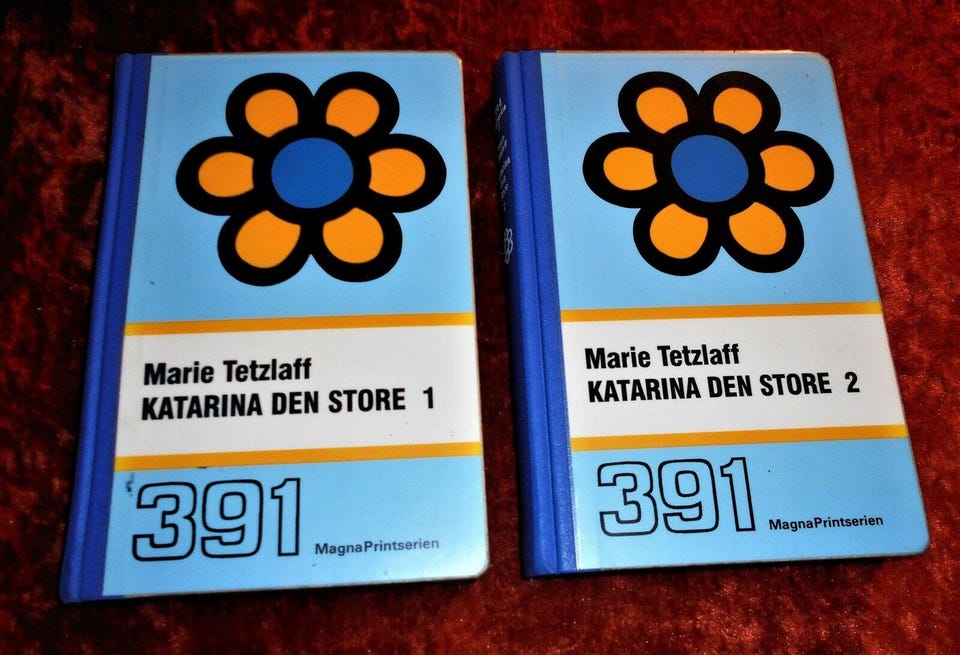 Marie Tetzlaff
KATARINA DEN STORE 1
391
MagnaPrintserien
Marie Tetzlaff
KATARINA DEN STORE 2
391
MagnaPrintserien